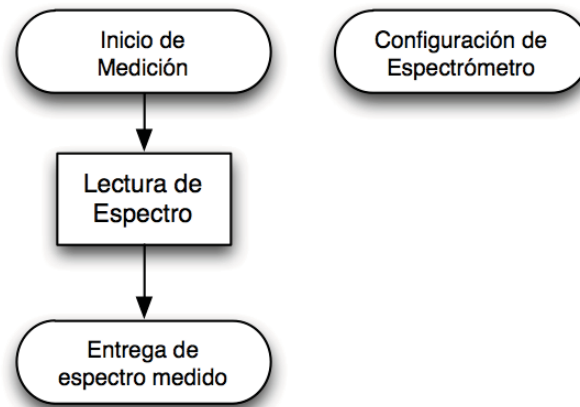 Inicio de
Medición
Configuración de
Espectrómetro
Lectura de
Espectro
Entrega de
espectro medido